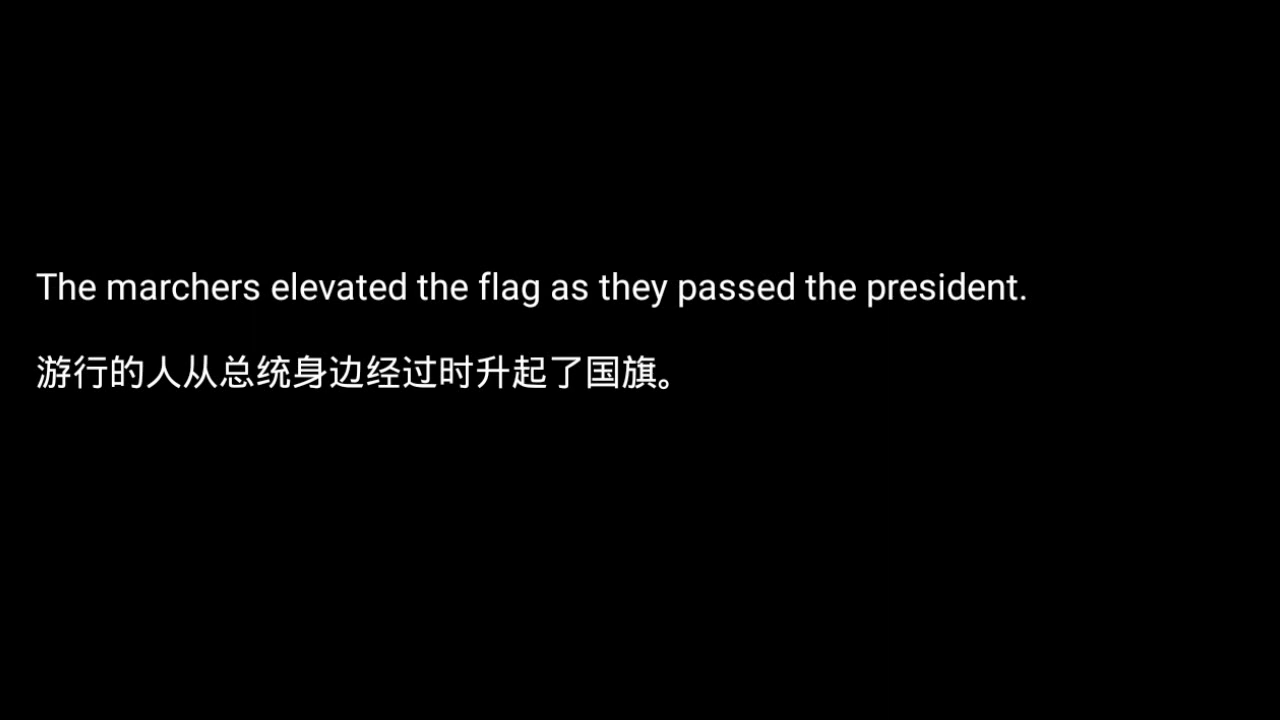 The marchers elevated the flag as they passed the president.
游行的人从总统身边经过时升起了国旗。